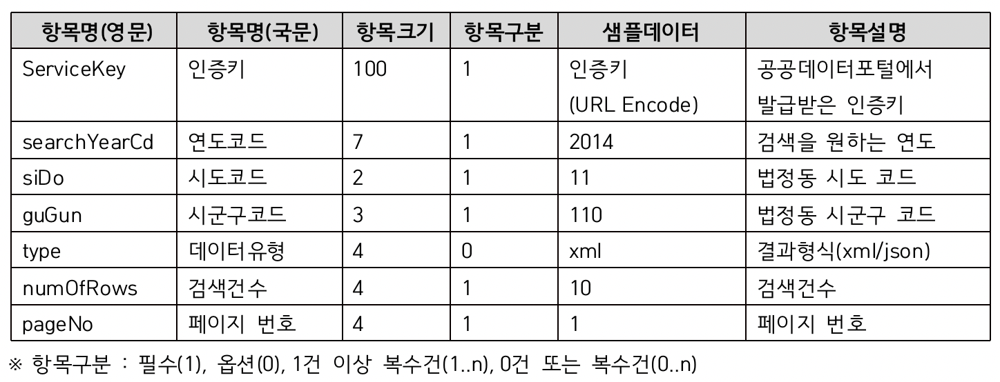 항목명(영문) 항목명(국문) 항목크기 항목구분 샘플데이터 항목설명
ServiceKey 인증키 100 1 인증키 공공데이터포털에서
(URL Encode) 발급받은 인증키
searchYearCd 연도코드 7 1 2014 검색을 원하는 연도
siDo 시도코드 2 1 11 법정동 시도 코드
guGun 시군구코드 3 1 110 법정동 시군구 코드
type 데이터유형 4 0 xml 결과형식(xml/json)
numOfRows 검색건수 4 1 10 검색건수
pageNo 페이지 번호 4 1 1 페이지 번호
※ 항목구분 : 필수(1), 옵션(0), 1건 이상 복수건(1..n), 0건 또는 복수건(0..n)